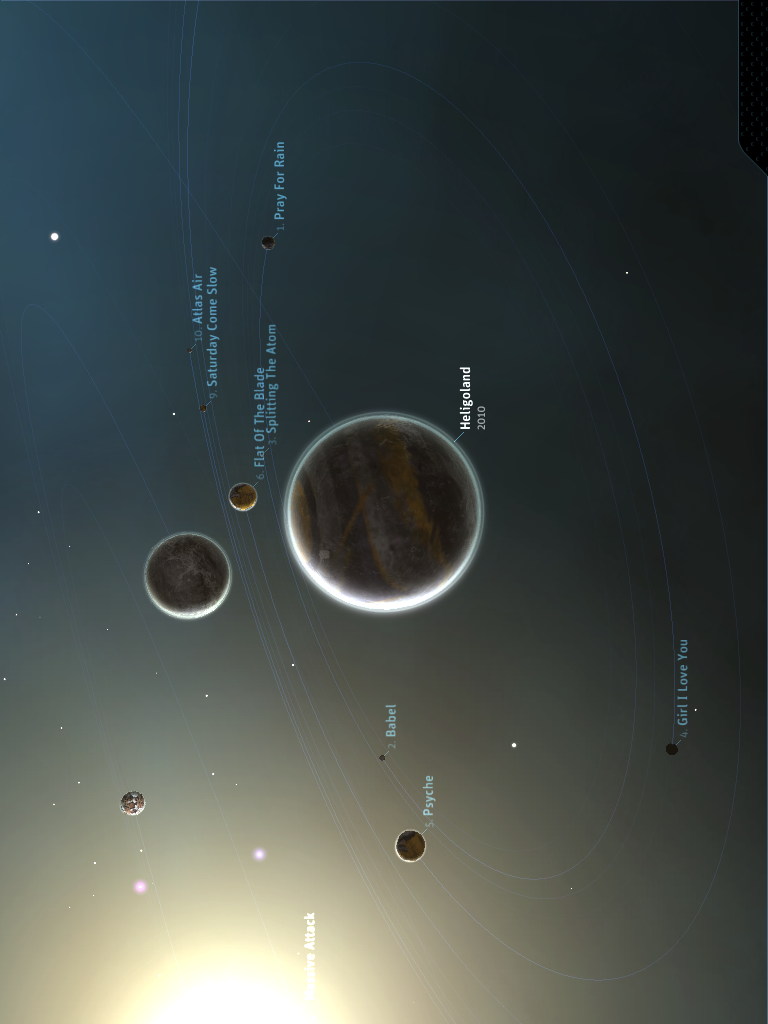 10. Atlas Air
9. Saturday Come Slow
6. Flat Of The Blade
3. Splitting The Atom
1. Pray For Rain
Attack
2. Babel
5. Psyche
Heligoland
2010
4. Girl I Love You